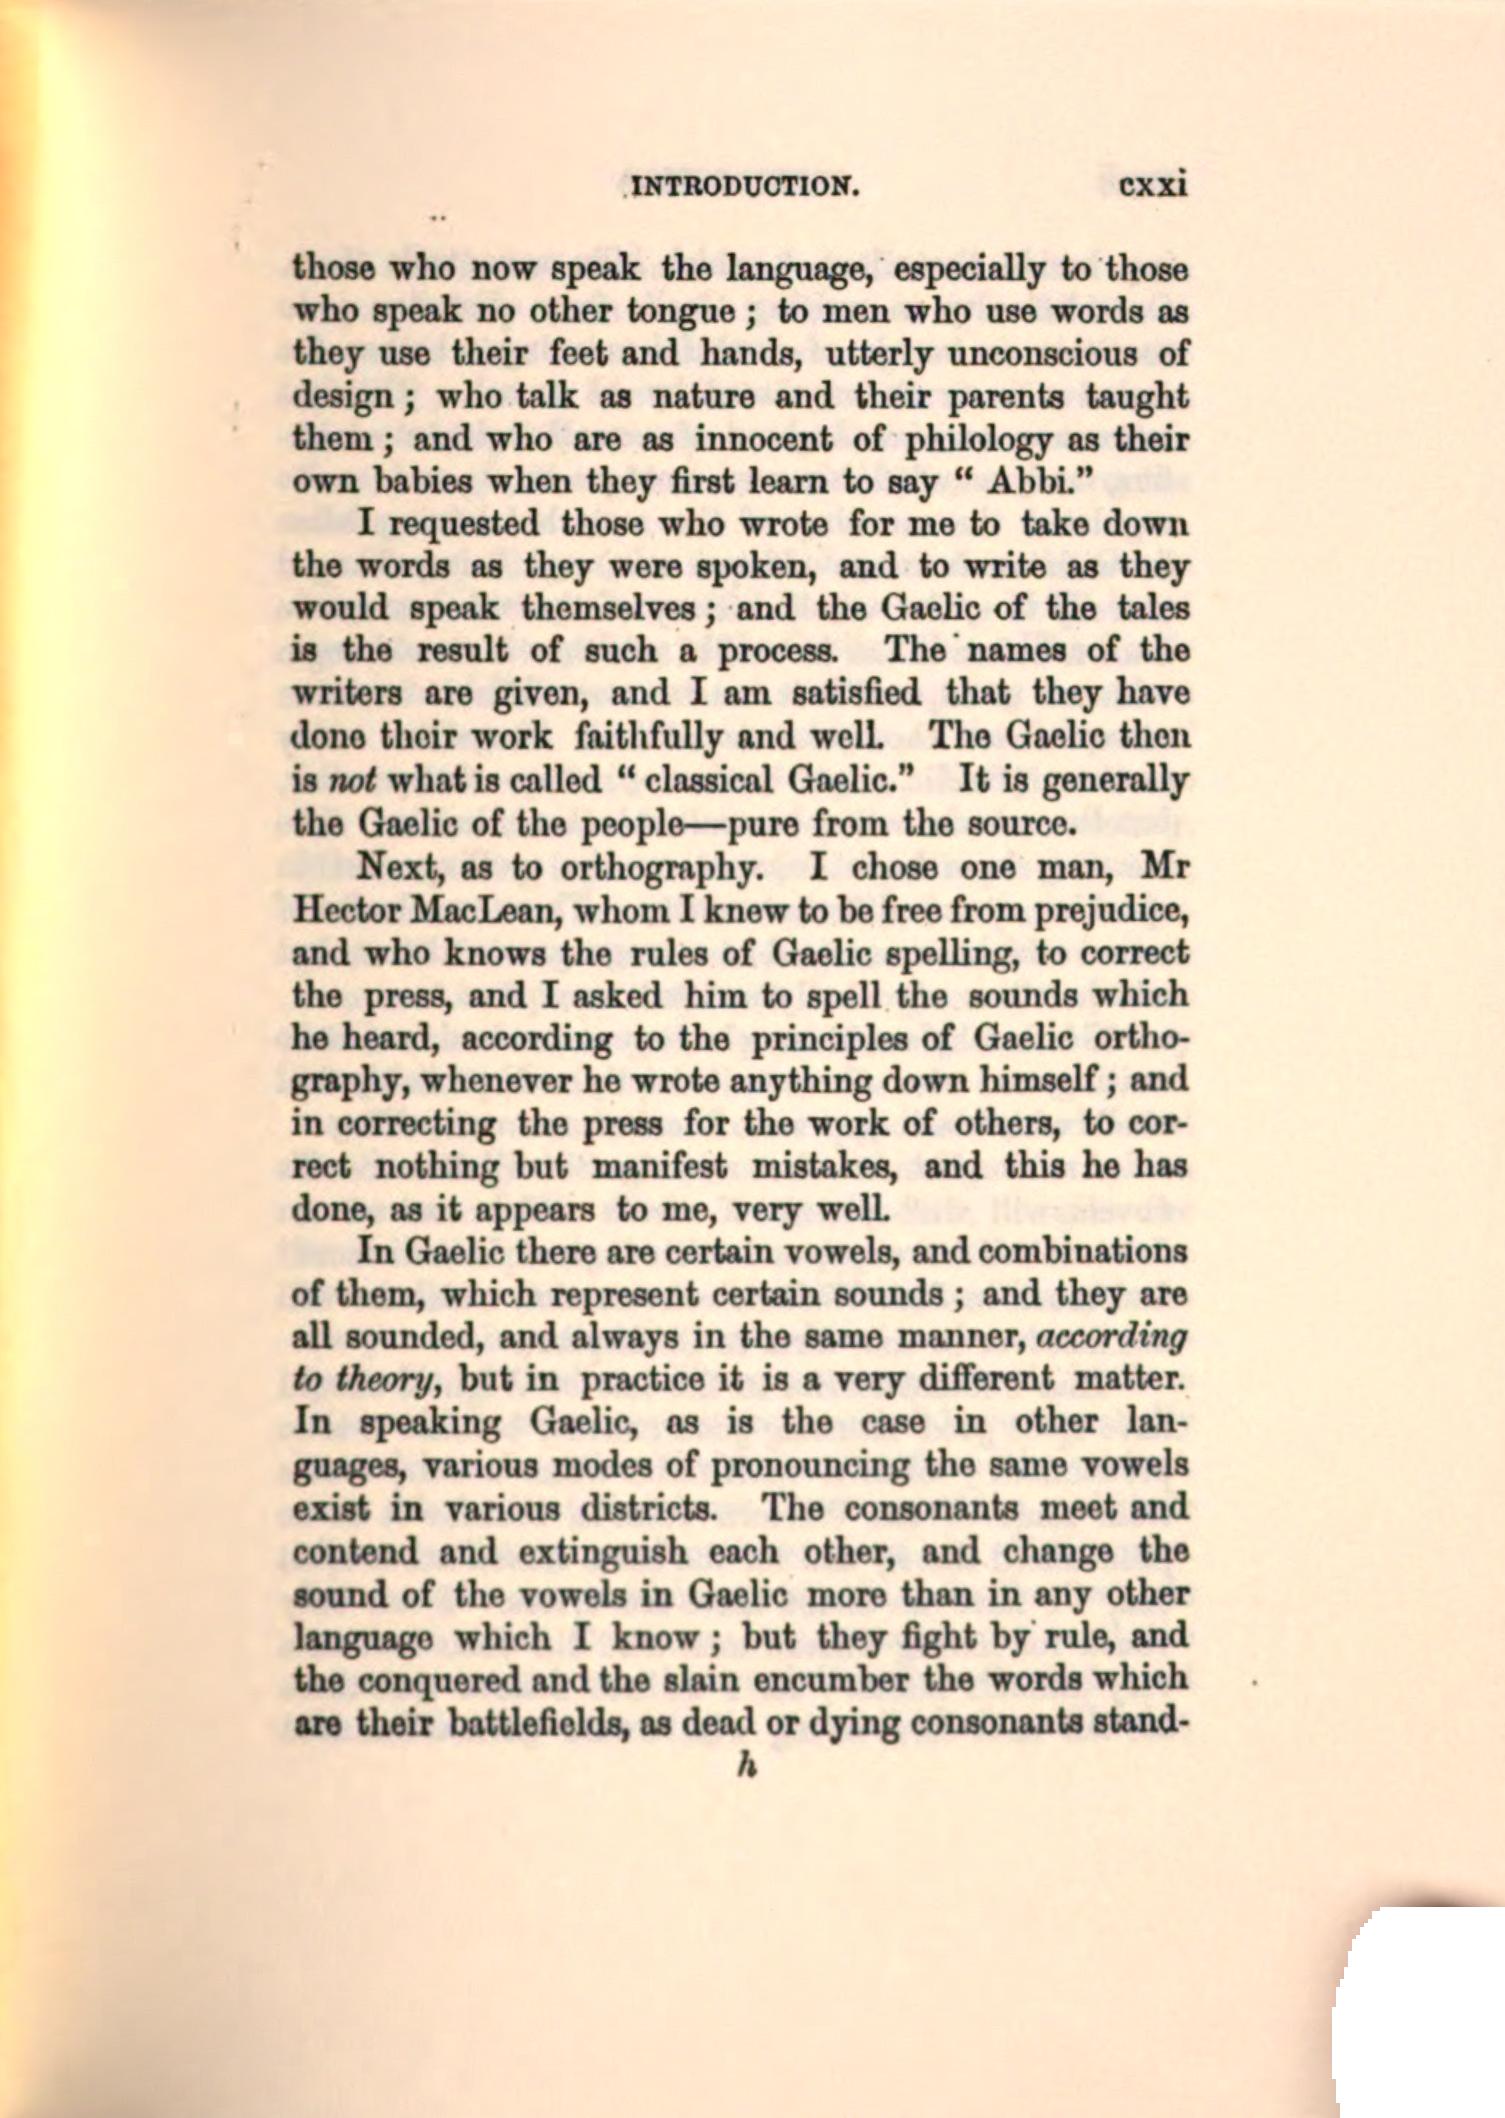 INTRODUCTION. cxxi
those who now speak the language, especially to those
who speak no other tongue ; to men who use words as
they use their feet and hands, utterly unconscious of
design ; who talk as nature and their parents taught
them ; and who are as innocent of philology as their
own babies when they first learn to say “ Abbi.”
I requested those who wrote for me to take down
the words as they were spoken, and to write as they
would speak themselves ; and the Gaelic of the tales
is the result of such a process. The names of the
writers are given, and I am satisfied that they have
done their work faithfully and well. The Gaelic then
is not what is called “ classical Gaelic.” It is generally
the Gaelic of the people—pure from the source.
Next, as to orthography. I chose one man, Mr
Hector MacLean, whom I knew to be free from prejudice,
and who knows the rules of Gaelic spelling, to correct
the press, and I asked him to spell the sounds which
he heard, according to the principles of Gaelic ortho-
graphy, whenever he wrote anything down himself ; and
in correcting the press for the work of others, to cor-
rect nothing but manifest mistakes, and this he has
done, as it appears to me, very well.
In Gaelic there are certain vowels, and combinations
of them, which represent certain sounds ; and they are
all sounded, and always in the same manner, according
to theory, but in practice it is a very different matter.
In speaking Gaelic, as is the case in other lan-
guages, various modes of pronouncing the same vowels
exist in various districts. The consonants meet and
contend and extinguish each other, and change the
sound of the vowels in Gaelic more than in any other
language which I know ; but they fight by rule, and
the conquered and the slain encumber the words which
are their battlefields, as dead or dying consonants stand-
h